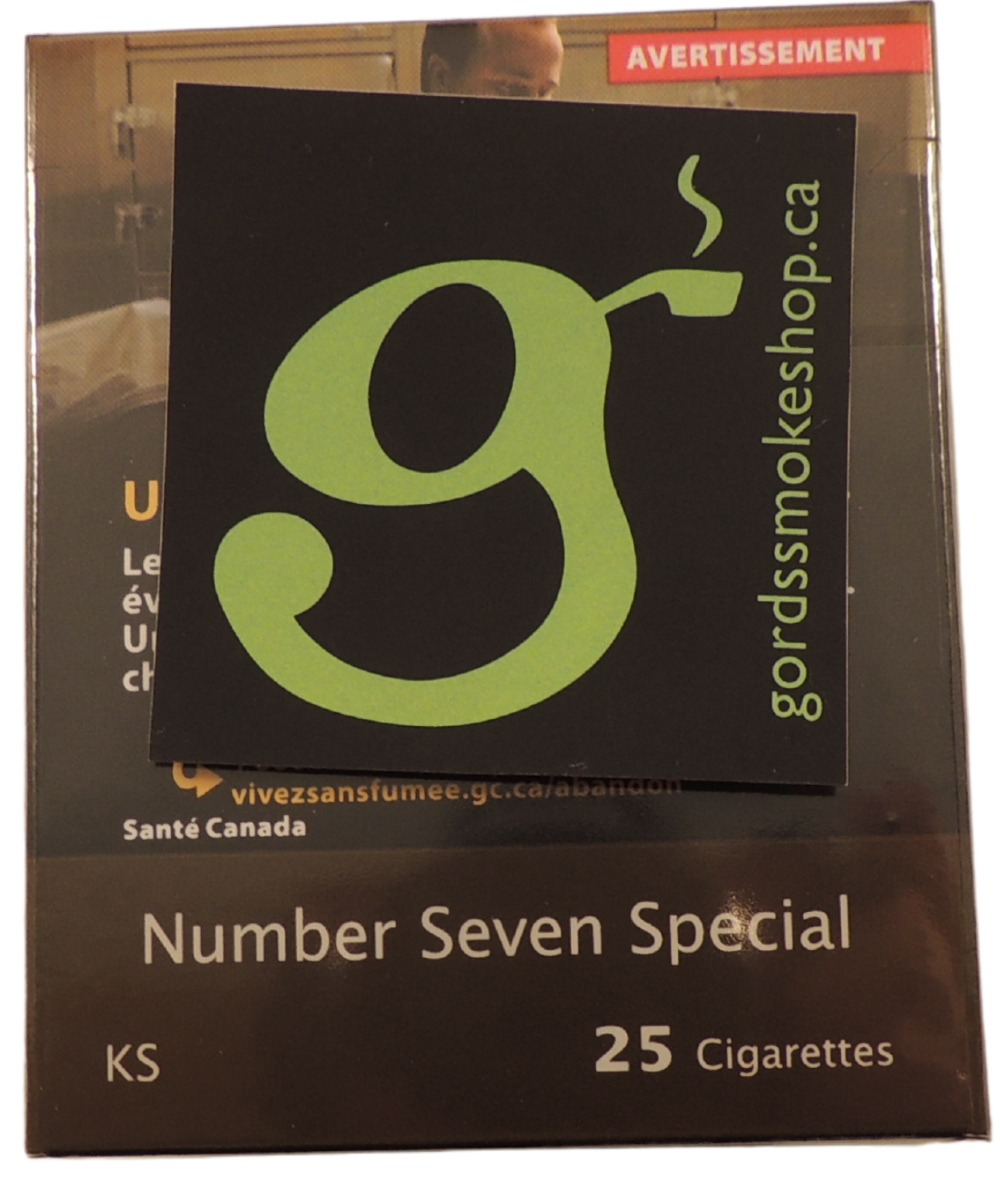 AVERTISSEMENT
g
gordssmokeshop.ca
vivezsansfumee.gc.ca/abandon
Santé Canada
Number Seven Special
KS
25 Cigarettes